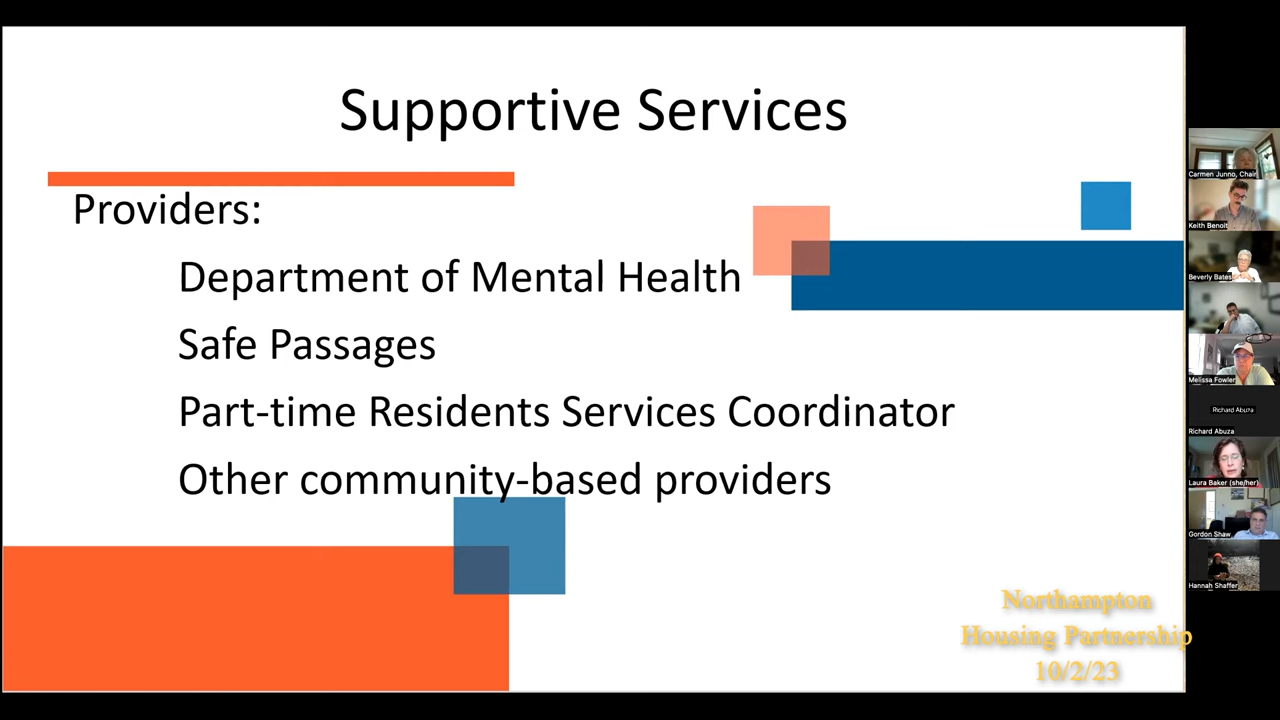 Supportive Services
Providers:
Department of Mental Health
Safe Passages
Part-time Residents Services Coordinator
Other community-based providers
Northampton
Housing Partnership
10/2/23
Carmen Junno, Chair
Keith Benoit
Beverly Bates
Melissa Fowler
Richard Abuza
Richard Abuza
Laura Baker (she/her)
Gordon Shaw
Hannah Shaffer